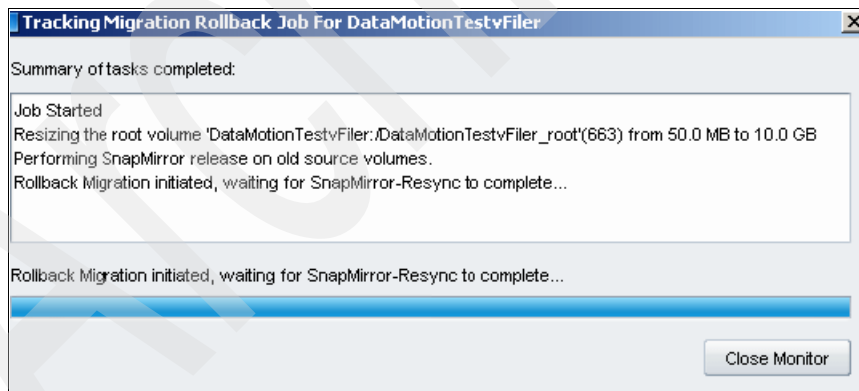 Tracking Migration Rollback Job For DataMotionTestvFiler
Summary of tasks completed:
Job Started
Resizing the root volume 'DataMotionTestvFiler:/DataMotionTestvFiler_root'(663) from 50.0 MB to 10.0 GB
Performing SnapMirror release on old source volumes.
Rollback Migration initiated, waiting for SnapMirror-Resync to complete...
Rollback Migration initiated, waiting for SnapMirror-Resync to complete...
Close Monitor